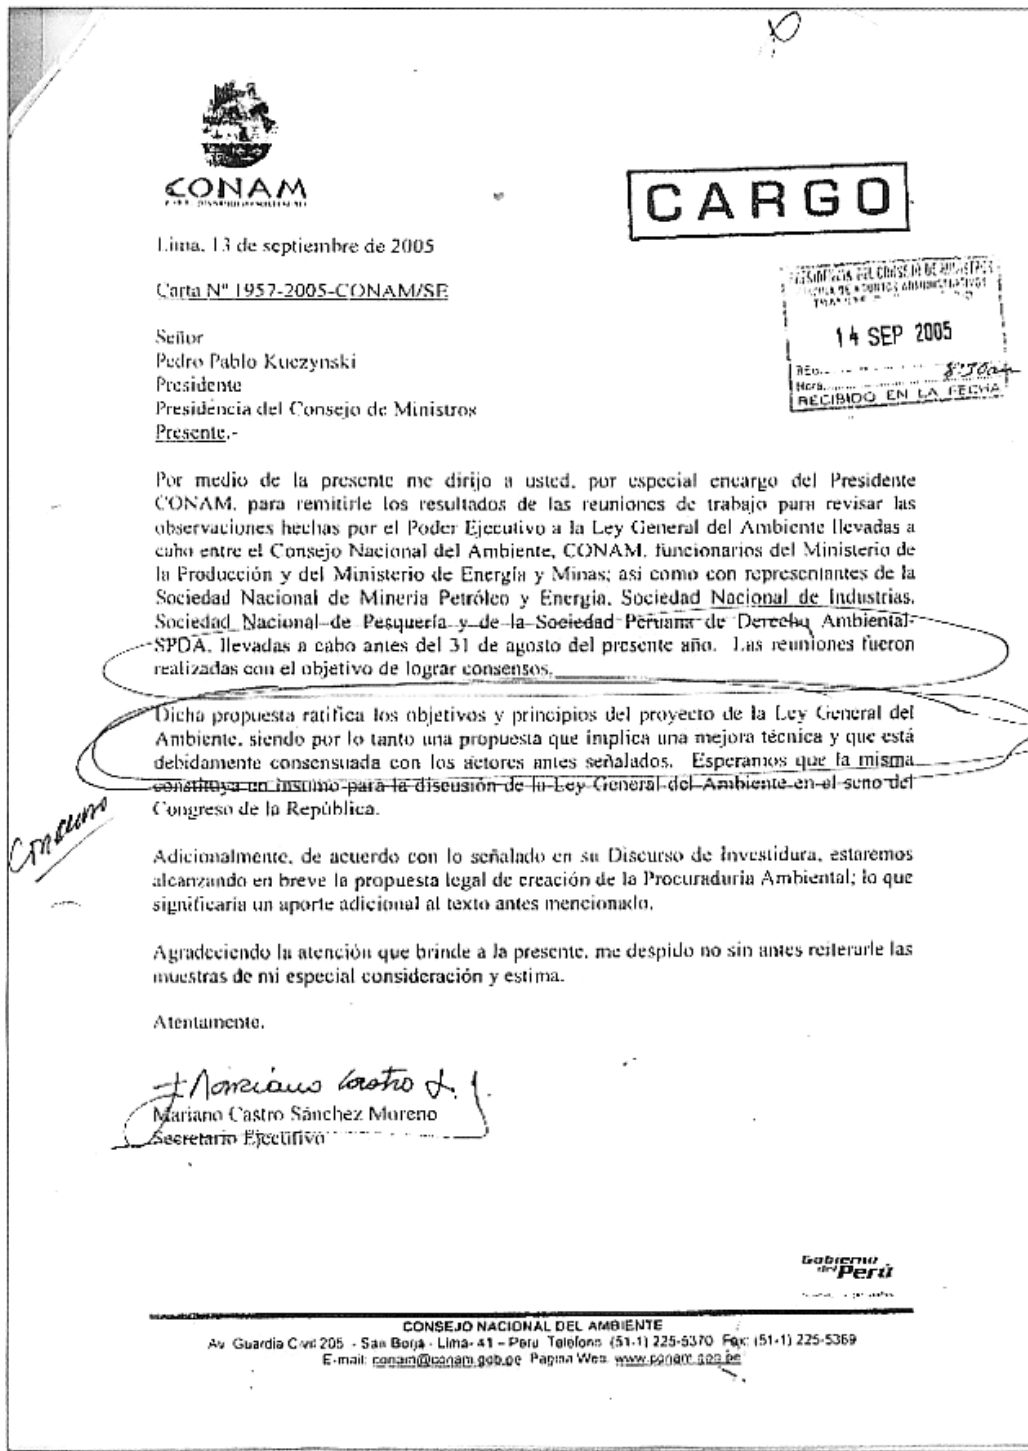 CONAM
CARGO
Lima, 13 de septiembre de 2005
Carta Nº 1957-2005-CONAM/SE
PRESIDENCIA DEL CONSEJO DE MINISTROS
14 SEP 2005
REG.
Hora. 8:30am
RECIBIDO EN LA FECHA
Señor
Pedro Pablo Kuczynski
Presidente
Presidencia del Consejo de Ministros
Presente.-
Por medio de la presente me dirijo a usted, por especial encargo del Presidente
CONAM, para remitirle los resultados de las reuniones de trabajo para revisar las
observaciones hechas por el Poder Ejecutivo a la Ley General del Ambiente llevadas a
cabo entre el Consejo Nacional del Ambiente, CONAM, funcionarios del Ministerio de
la Producción y del Ministerio de Energía y Minas; así como con representantes de la
Sociedad Nacional de Minería Petróleo y Energía, Sociedad Nacional de Industrias,
Sociedad Nacional de Pesquería y de la Sociedad Peruana de Derecho Ambiental-
SPDA, llevadas a cabo antes del 31 de agosto del presente año. Las reuniones fueron
realizadas con el objetivo de lograr consensos.
Dicha propuesta ratifica los objetivos y principios del proyecto de la Ley General del
Ambiente, siendo por lo tanto una propuesta que implica una mejora técnica y que está
debidamente consensuada con los actores antes señalados. Esperamos que la misma
constituya un insumo para la discusión de la Ley General del Ambiente en el seno del
Congreso de la República.
Adicionalmente, de acuerdo con lo señalado en su Discurso de Investidura, estaremos
alcanzando en breve la propuesta legal de creación de la Procuraduría Ambiental; lo que
significaría un aporte adicional al texto antes mencionado.
Agradeciendo la atención que brinde a la presente, me despido no sin antes reiterarle las
muestras de mi especial consideración y estima.
Atentamente,
Mariano Castro S.
Mariano Castro Sánchez Moreno
Secretario Ejecutivo
Gobierno
del Perú
CONSEJO NACIONAL DEL AMBIENTE
Av. Guardia Civil 205 - San Borja - Lima- 41 – Perú Teléfono (51-1) 225-5370 Fax: (51-1) 225-5369
E-mail: conam@conam.gob.pe Pagina Web: www.conam.gob.pe